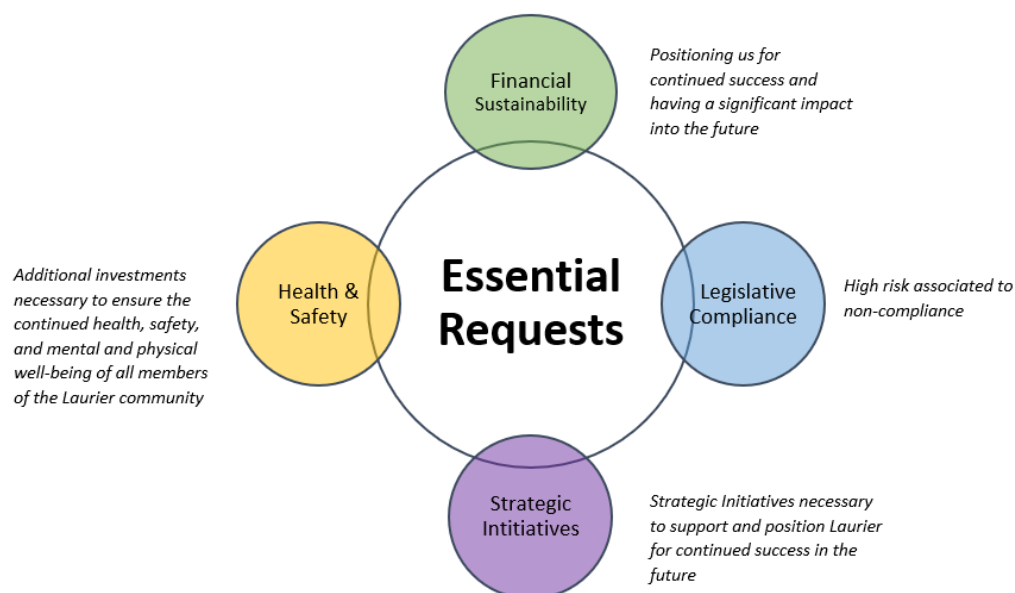 Financial
Sustainability
Positioning us for
continued success and
having a significant impact
into the future
Additional investments
necessary to ensure the
continued health, safety,
and mental and physical
well-being of all members
of the Laurier community
Health &
Safety
Essential
Requests
Legislative
Compliance
High risk associated to
non-compliance
Strategic
Intitiatives
Strategic Initiatives necessary
to support and position Laurier
for continued success in the
future